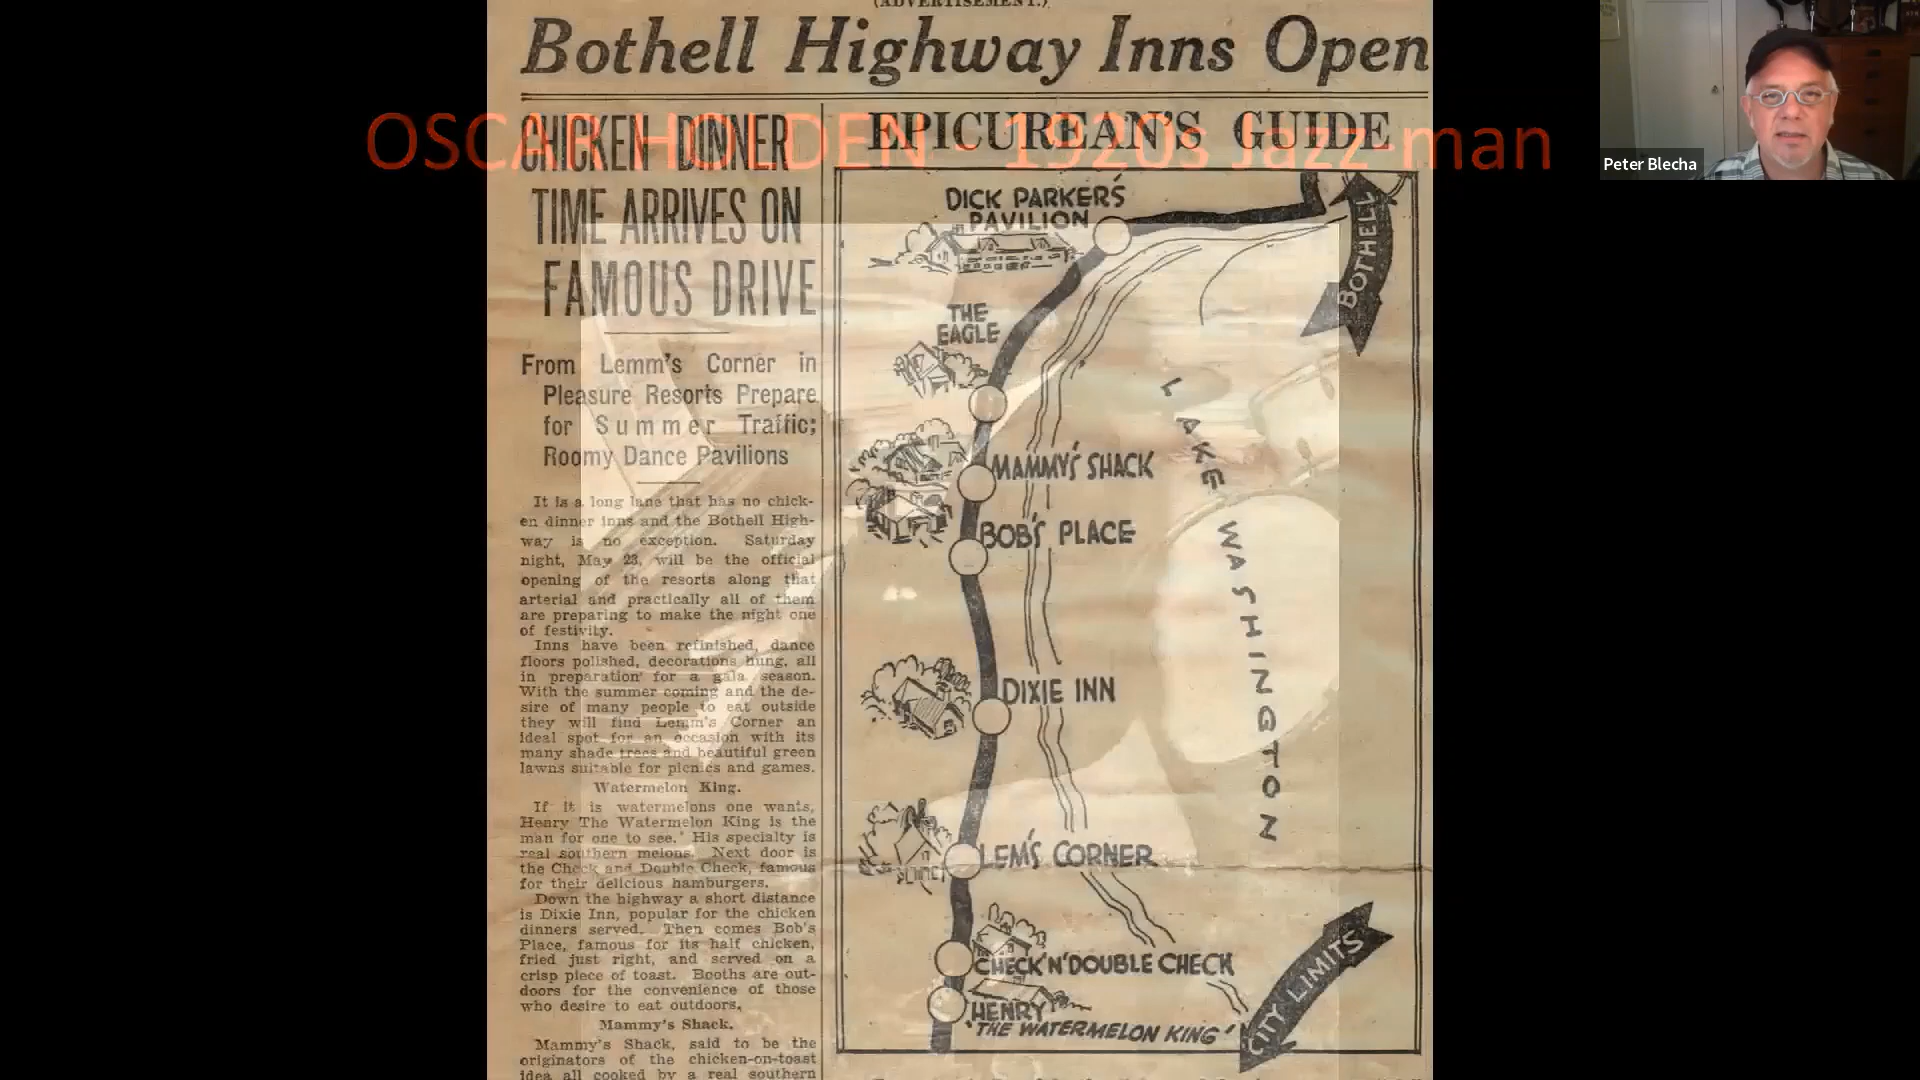 (ADVERTISEMENT.)
Bothell Highway Inns Open
OSCAR HOLDEN - 1920s Jazz-man
CHICKEN DINNER
TIME ARRIVES ON
FAMOUS DRIVE
From Lemm's Corner in
Pleasure Resorts Prepare
for Summer Traffic;
Roomy Dance Pavilions
It is a long lane that has no chick-
en dinner inns and the Bothell High-
way is no exception. Saturday
night, May 23, will be the official
opening of the resorts along that
arterial and practically all of them
are preparing to make the night one
of festivity.
Inns have been refinished, dance
floors polished, decorations hung, all
in preparation for a gala season.
With the summer coming and the de-
sire of many people to eat outside
they will find Lemm's Corner an
ideal spot for an occasion with its
many shade trees and beautiful green
lawns suitable for picnics and games.
Watermelon King.
If it is watermelons one wants,
Henry The Watermelon King is the
man for one to see. His specialty is
real southern melons. Next door is
the Check and Double Check, famous
for their delicious hamburgers.
Down the highway a short distance
is Dixie Inn, popular for the chicken
dinners served. Then comes Bob's
Place, famous for its half chicken,
fried just right, and served on a
crisp piece of toast. Booths are out-
doors for the convenience of those
who desire to eat outdoors.
Mammy's Shack.
Mammy's Shack, said to be the
originators of the chicken-on-toast
idea all cooked by a real southern
EPICUREAN'S GUIDE
DICK PARKER'S
PAVILION
BOTHELL
THE
EAGLE
MAMMY'S SHACK
BOB'S PLACE
LAKE WASHINGTON
DIXIE INN
LEM'S CORNER
CHECK 'N' DOUBLE CHECK
HENRY
'THE WATERMELON KING'
CITY LIMITS
Peter Blecha